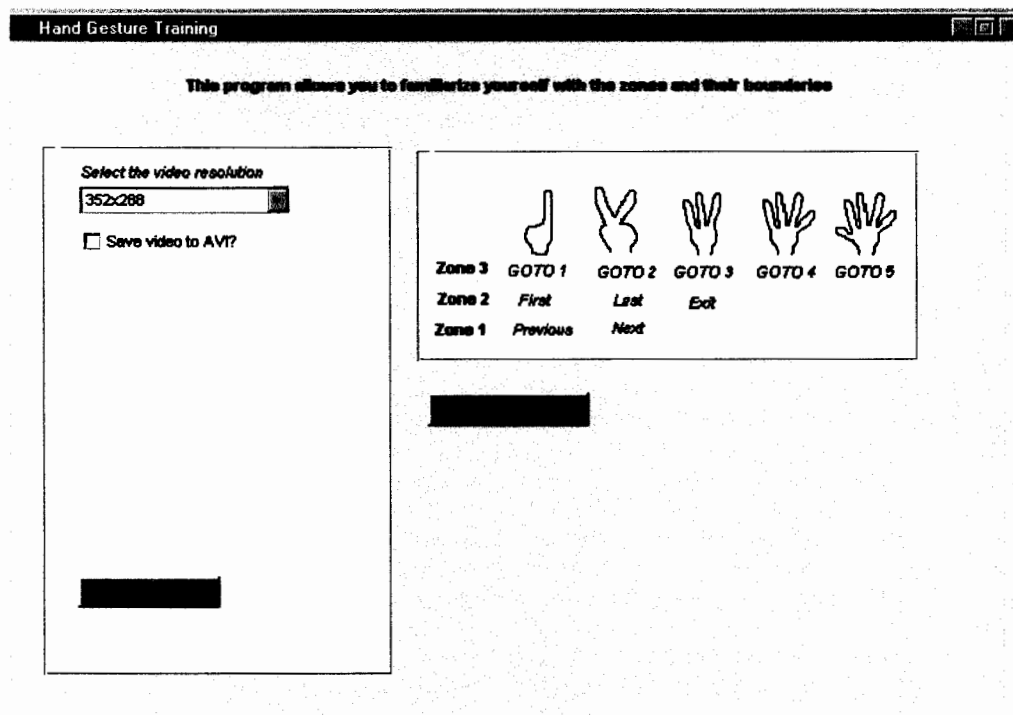 Hand Gesture Training
This program allows you to familiarize yourself with the zones and their bounderies
Select the video resolution
352x288
Save video to AVI?
Zone 3 GOTO 1 GOTO 2 GOTO 3 GOTO 4 GOTO 5
Zone 2 First Last Exit
Zone 1 Previous Next